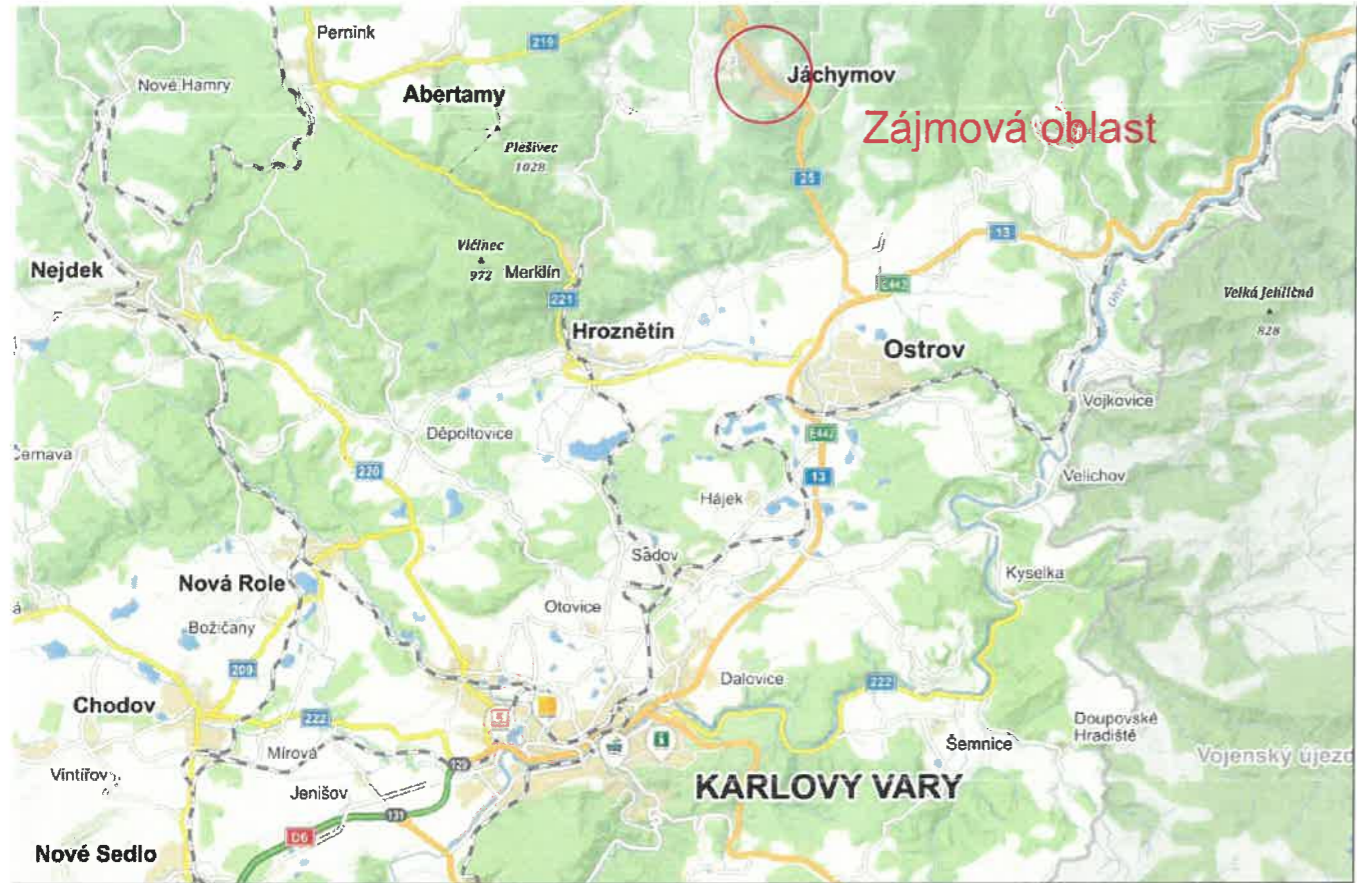 Pernink
219
Nové Hamry
Abertamy
Jáchymov
Zájmová oblast
Plešivec
1028
25
13
Vlčinec
972
Merklín
Nejdek
221
E442
Ohře
Velká Jehličná
828
Hroznětín
Ostrov
Vojkovice
Děpoltovice
E442
Černava
220
13
Velichov
Hájek
Sadov
Nová Role
Kyselka
Otovice
Božičany
209
Dalovice
222
Chodov
222
Doupovské
Hradiště
Šemnice
Mírová
Vojenský újezd
129
Vintířov
Jenišov
KARLOVY VARY
131
D6
Nové Sedlo